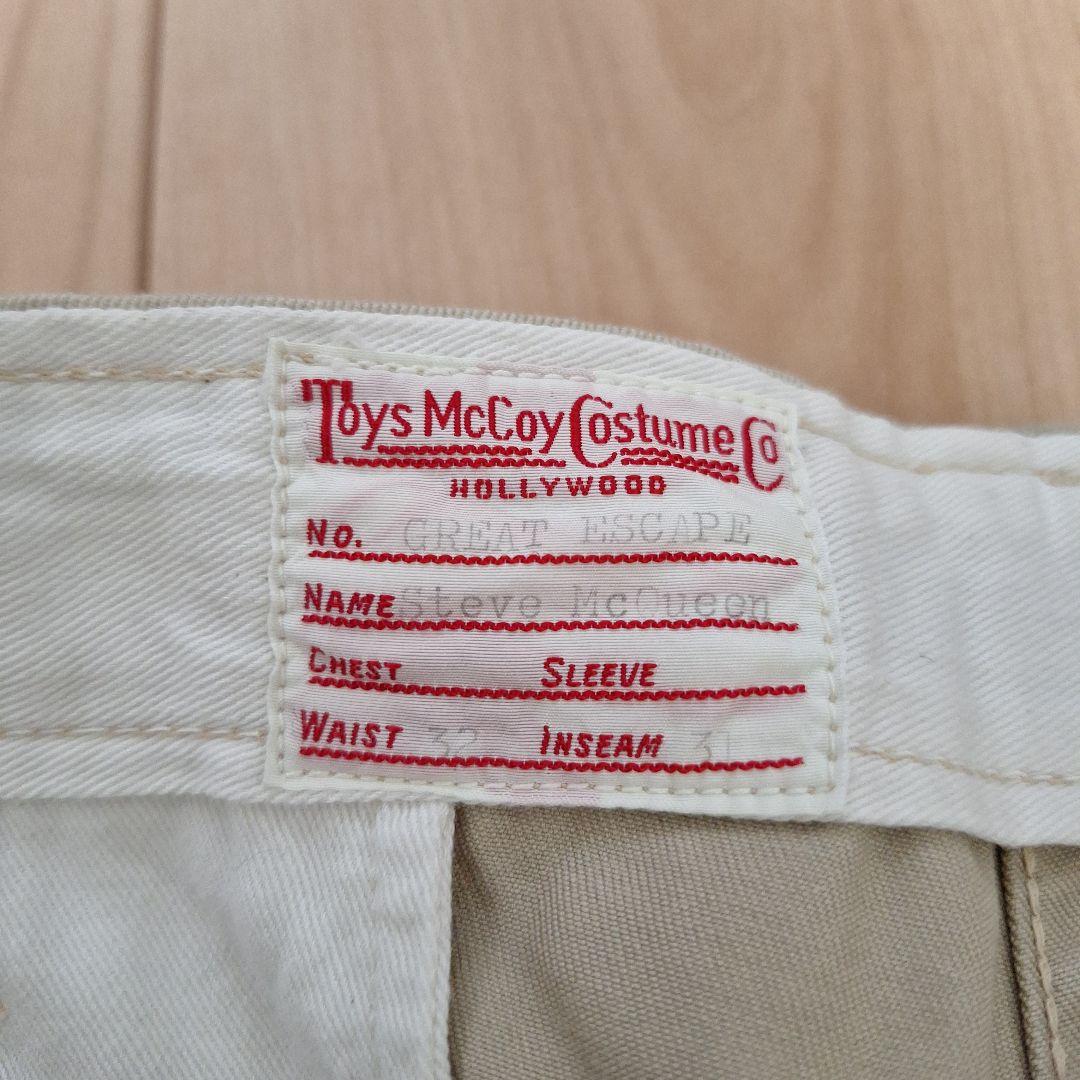 Toys McCoy Costume Co
HOLLYWOOD
No. GREAT ESCAPE
NAME Steve McQueen
CHEST SLEEVE
WAIST 32 INSEAM 31